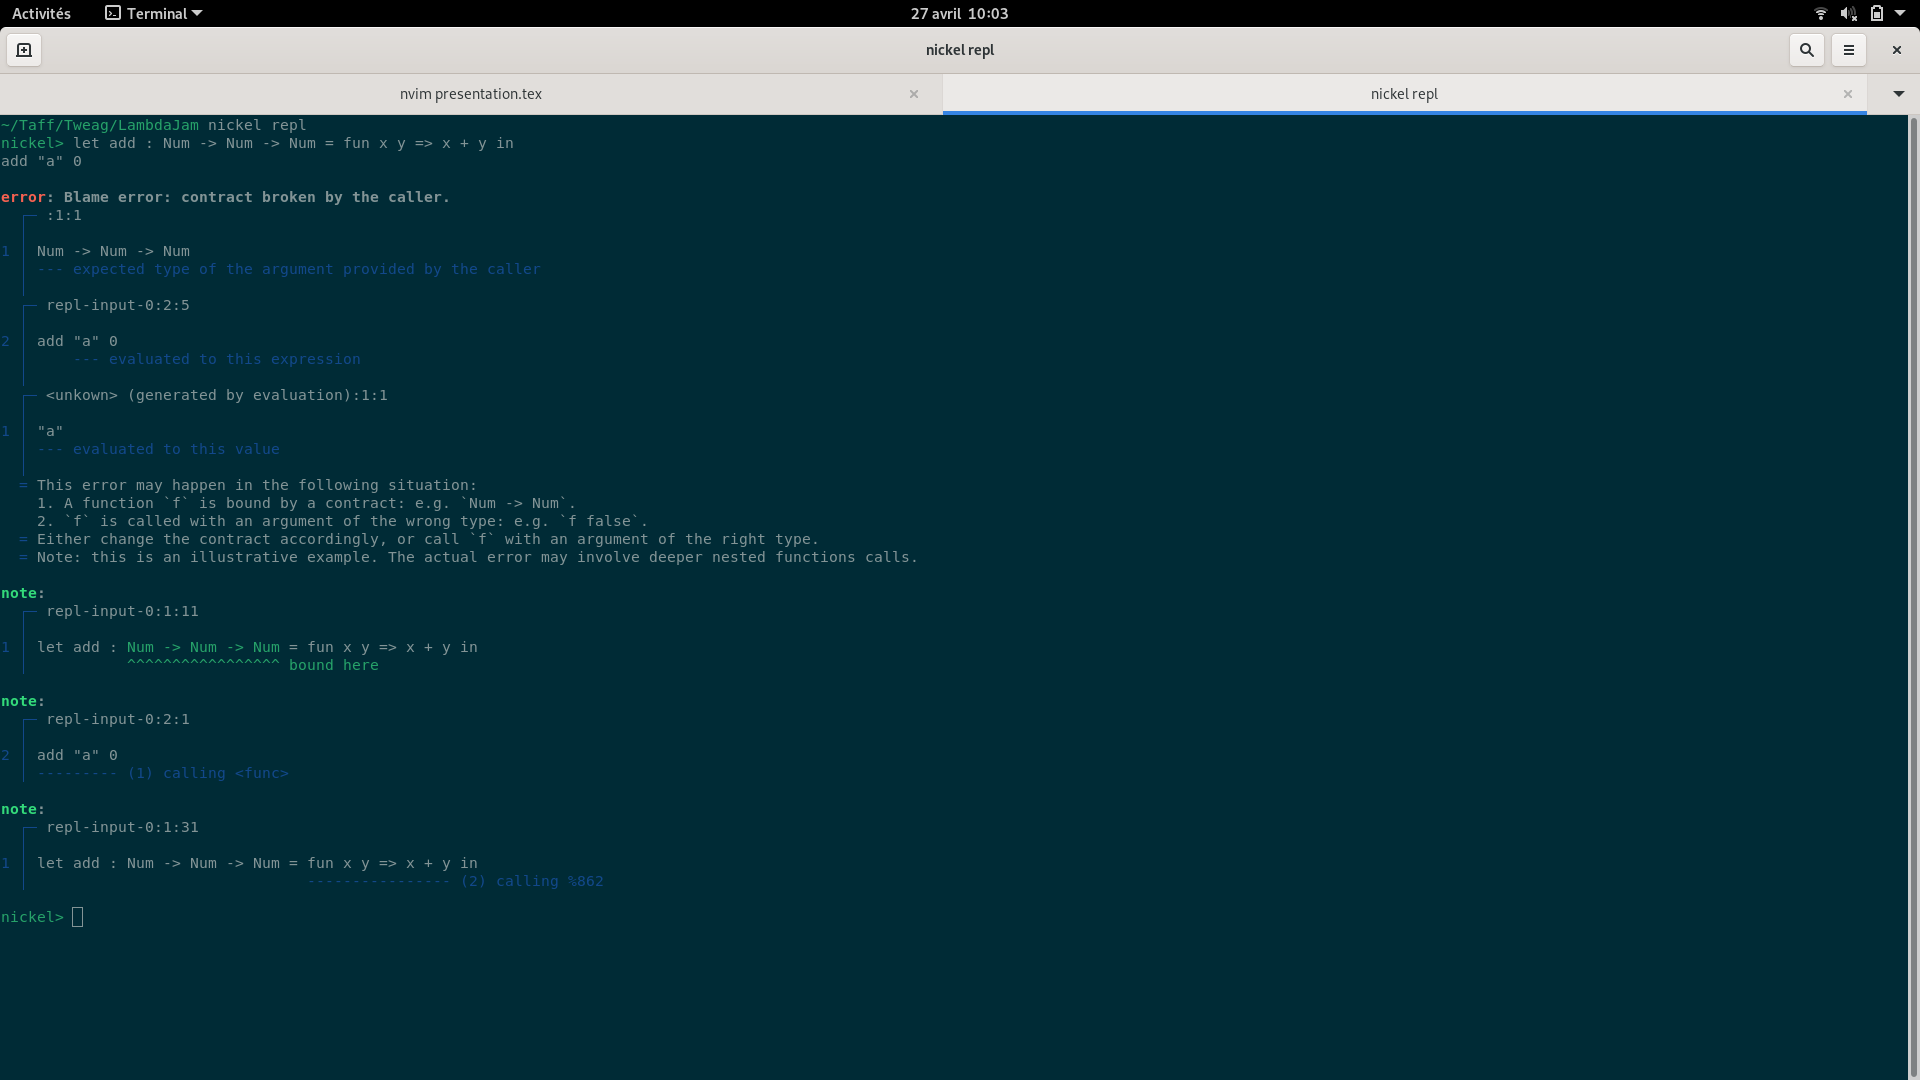 Activités Terminal 27 avril 10:03
nickel repl
nvim presentation.tex nickel repl
~/Taff/Tweag/LambdaJam nickel repl
nickel> let add : Num -> Num -> Num = fun x y => x + y in
add "a" 0
error: Blame error: contract broken by the caller.
:1:1
1 Num -> Num -> Num
--- expected type of the argument provided by the caller
repl-input-0:2:5
2 add "a" 0
--- evaluated to this expression
<unkown> (generated by evaluation):1:1
1 "a"
--- evaluated to this value
= This error may happen in the following situation:
1. A function `f` is bound by a contract: e.g. `Num -> Num`.
2. `f` is called with an argument of the wrong type: e.g. `f false`.
= Either change the contract accordingly, or call `f` with an argument of the right type.
= Note: this is an illustrative example. The actual error may involve deeper nested functions calls.
note:
repl-input-0:1:11
1 let add : Num -> Num -> Num = fun x y => x + y in
^^^^^^^^^^^^^^^^^ bound here
note:
repl-input-0:2:1
2 add "a" 0
--------- (1) calling <func>
note:
repl-input-0:1:31
1 let add : Num -> Num -> Num = fun x y => x + y in
---------------- (2) calling %862
nickel>